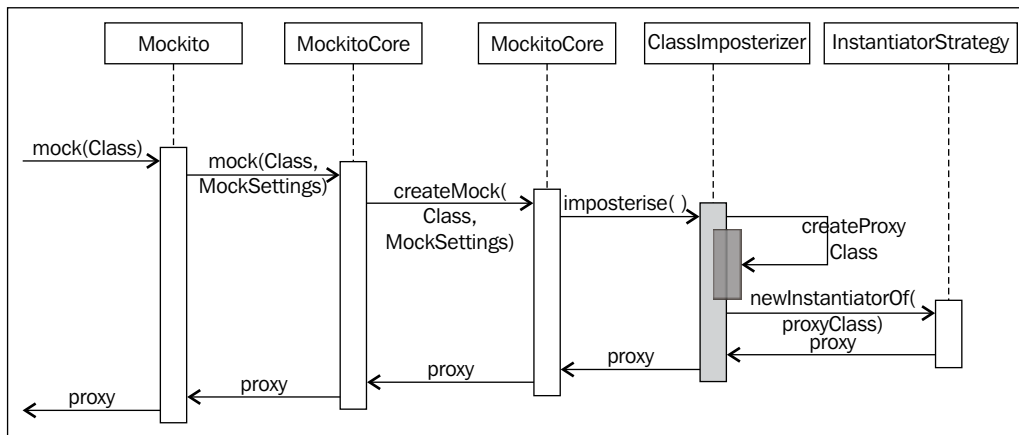 Mockito
MockitoCore
MockitoCore
ClassImposterizer
InstantiatorStrategy
mock(Class)
mock(Class,
MockSettings)
createMock(
Class,
MockSettings)
imposterise( )
createProxy
Class
newInstantiatorOf(
proxyClass)
proxy
proxy
proxy
proxy
proxy